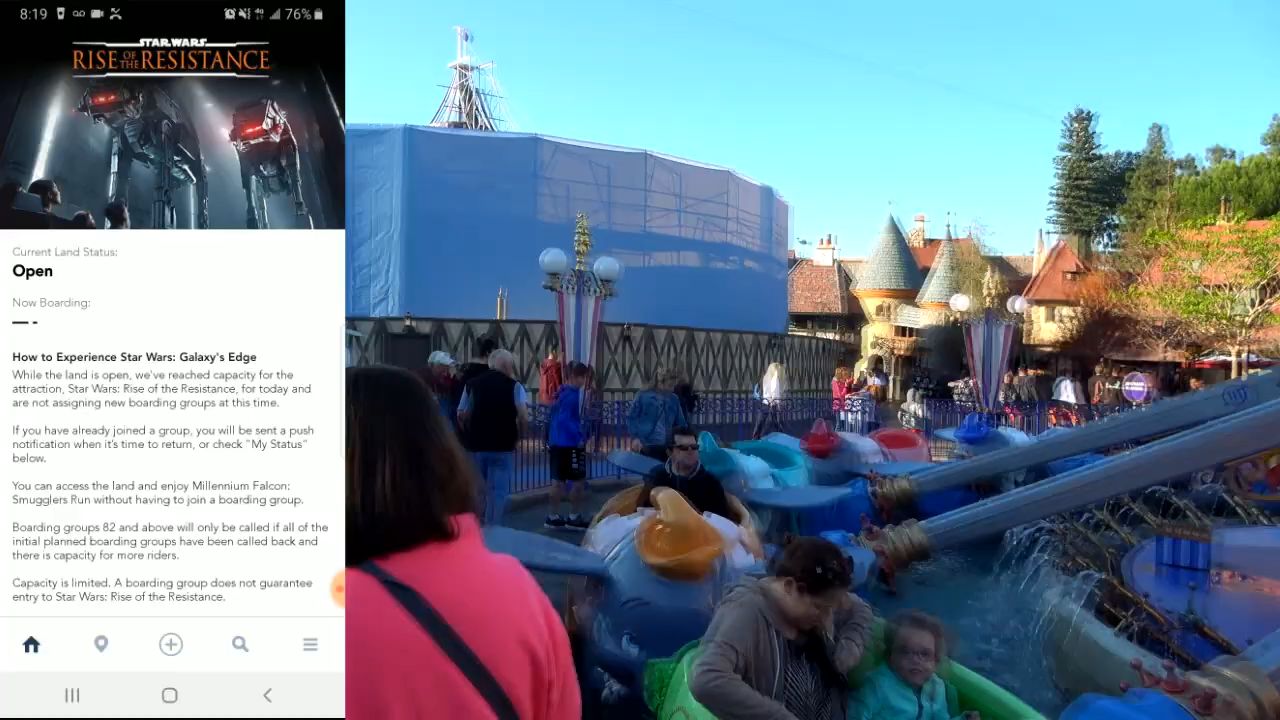 8:19
76%
STAR WARS
RISE OF THE RESISTANCE
Current Land Status:
Open
Now Boarding:
— -
How to Experience Star Wars: Galaxy's Edge
While the land is open, we've reached capacity for the
attraction, Star Wars: Rise of the Resistance, for today and
are not assigning new boarding groups at this time.
If you have already joined a group, you will be sent a push
notification when it's time to return, or check "My Status"
below.
You can access the land and enjoy Millennium Falcon:
Smugglers Run without having to join a boarding group.
Boarding groups 82 and above will only be called if all of the
initial planned boarding groups have been called back and
there is capacity for more riders.
Capacity is limited. A boarding group does not guarantee
entry to Star Wars: Rise of the Resistance.